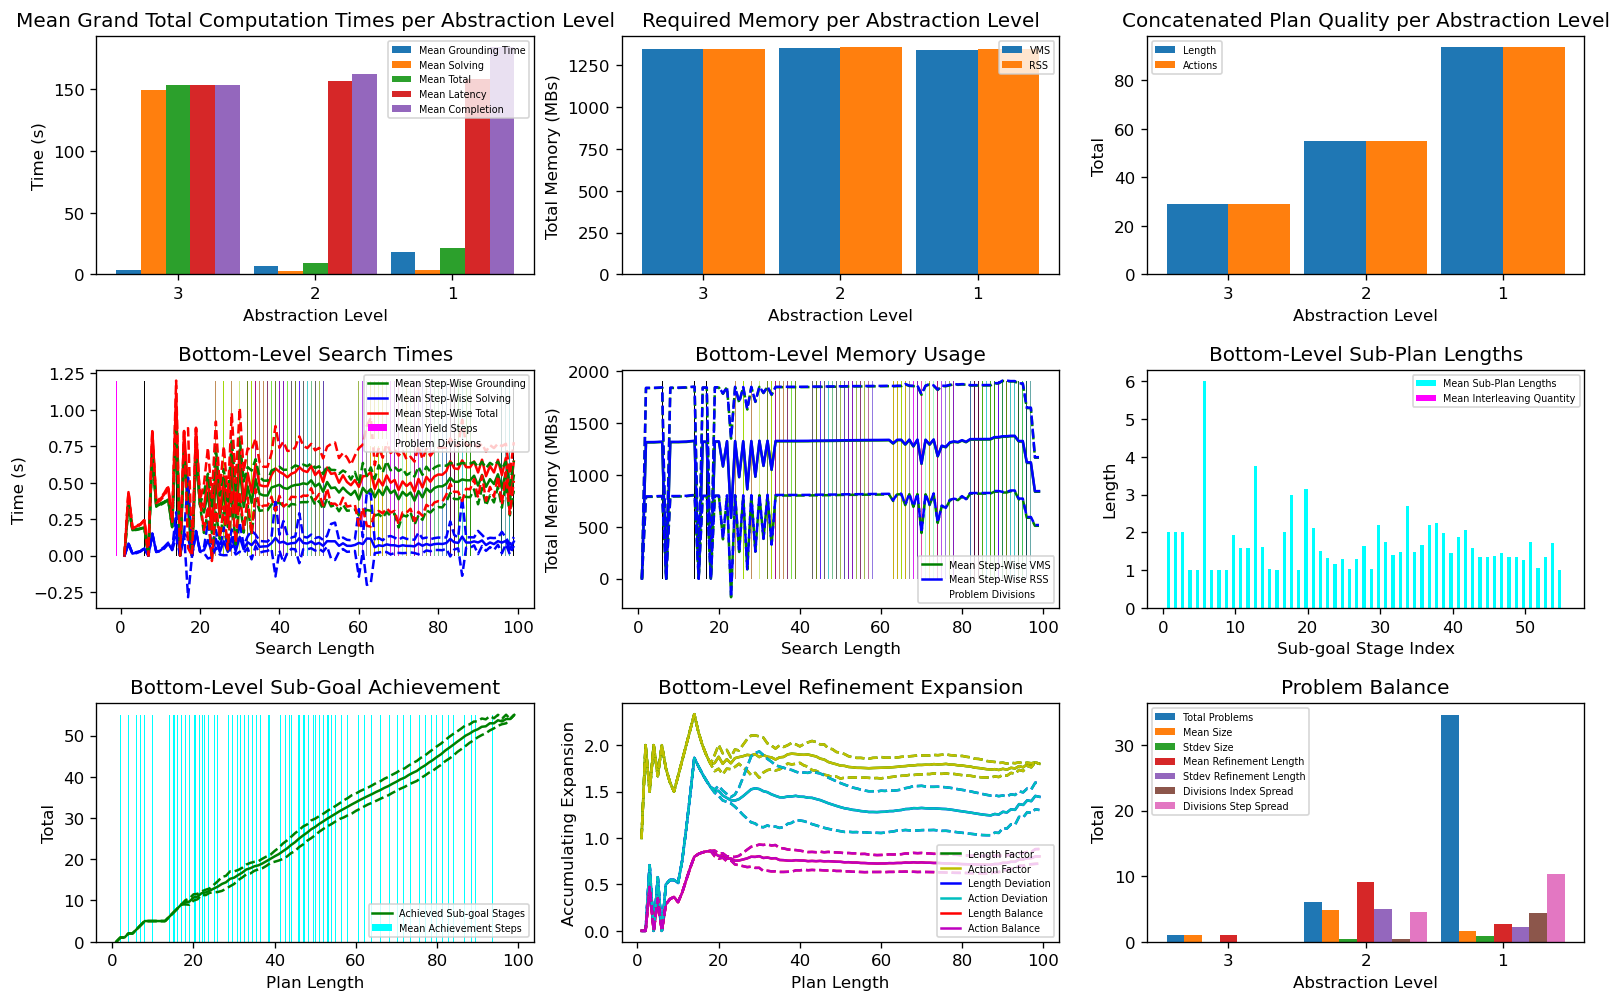 Mean Grand Total Computation Times per Abstraction Level
Time (s)
150
100
50
0
Mean Grounding Time
Mean Solving
Mean Total
Mean Latency
Mean Completion
3 2 1
Abstraction Level
Required Memory per Abstraction Level
Total Memory (MBs)
1250
1000
750
500
250
0
VMS
RSS
3 2 1
Abstraction Level
Concatenated Plan Quality per Abstraction Level
Total
80
60
40
20
0
Length
Actions
3 2 1
Abstraction Level
Bottom-Level Search Times
Time (s)
1.25
1.00
0.75
0.50
0.25
0.00
−0.25
Mean Step-Wise Grounding
Mean Step-Wise Solving
Mean Step-Wise Total
Mean Yield Steps
Problem Divisions
0 20 40 60 80 100
Search Length
Bottom-Level Memory Usage
Total Memory (MBs)
2000
1500
1000
500
0
Mean Step-Wise VMS
Mean Step-Wise RSS
Problem Divisions
0 20 40 60 80 100
Search Length
Bottom-Level Sub-Plan Lengths
Length
6
5
4
3
2
1
0
Mean Sub-Plan Lengths
Mean Interleaving Quantity
0 10 20 30 40 50
Sub-goal Stage Index
Bottom-Level Sub-Goal Achievement
Total
50
40
30
20
10
0
Achieved Sub-goal Stages
Mean Achievement Steps
0 20 40 60 80 100
Plan Length
Bottom-Level Refinement Expansion
Accumulating Expansion
2.0
1.5
1.0
0.5
0.0
Length Factor
Action Factor
Length Deviation
Action Deviation
Length Balance
Action Balance
0 20 40 60 80 100
Plan Length
Problem Balance
Total
30
20
10
0
Total Problems
Mean Size
Stdev Size
Mean Refinement Length
Stdev Refinement Length
Divisions Index Spread
Divisions Step Spread
3 2 1
Abstraction Level